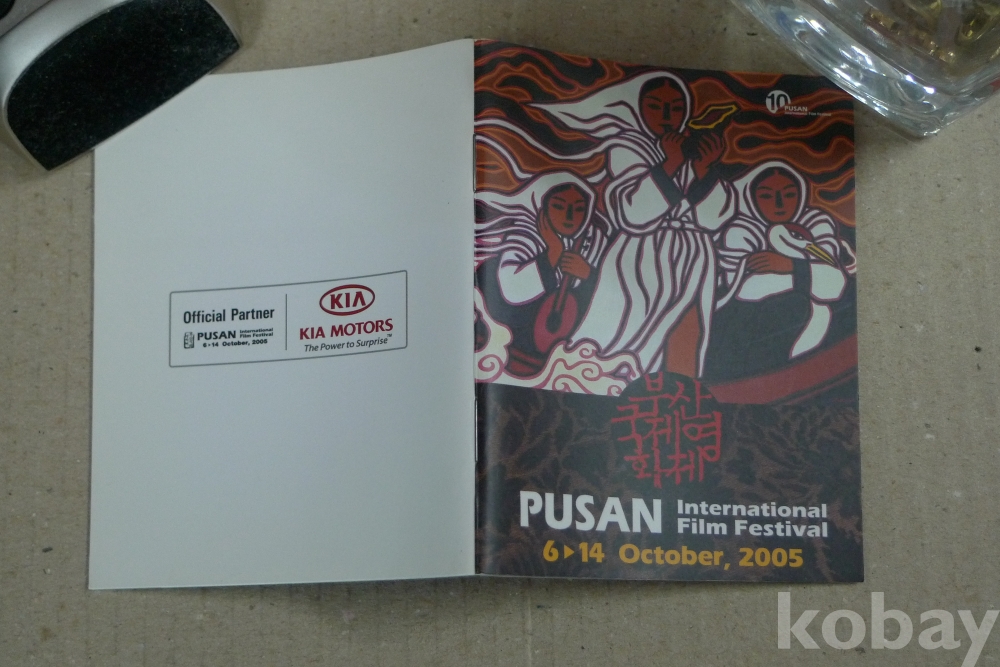 Official Partner
PUSAN International
Film Festival
6▸14 October, 2005
KIA
KIA MOTORS
The Power to Surprise™
10 PUSAN
부산
국제영
화제
PUSAN International
Film Festival
6▸14 October, 2005
kobay